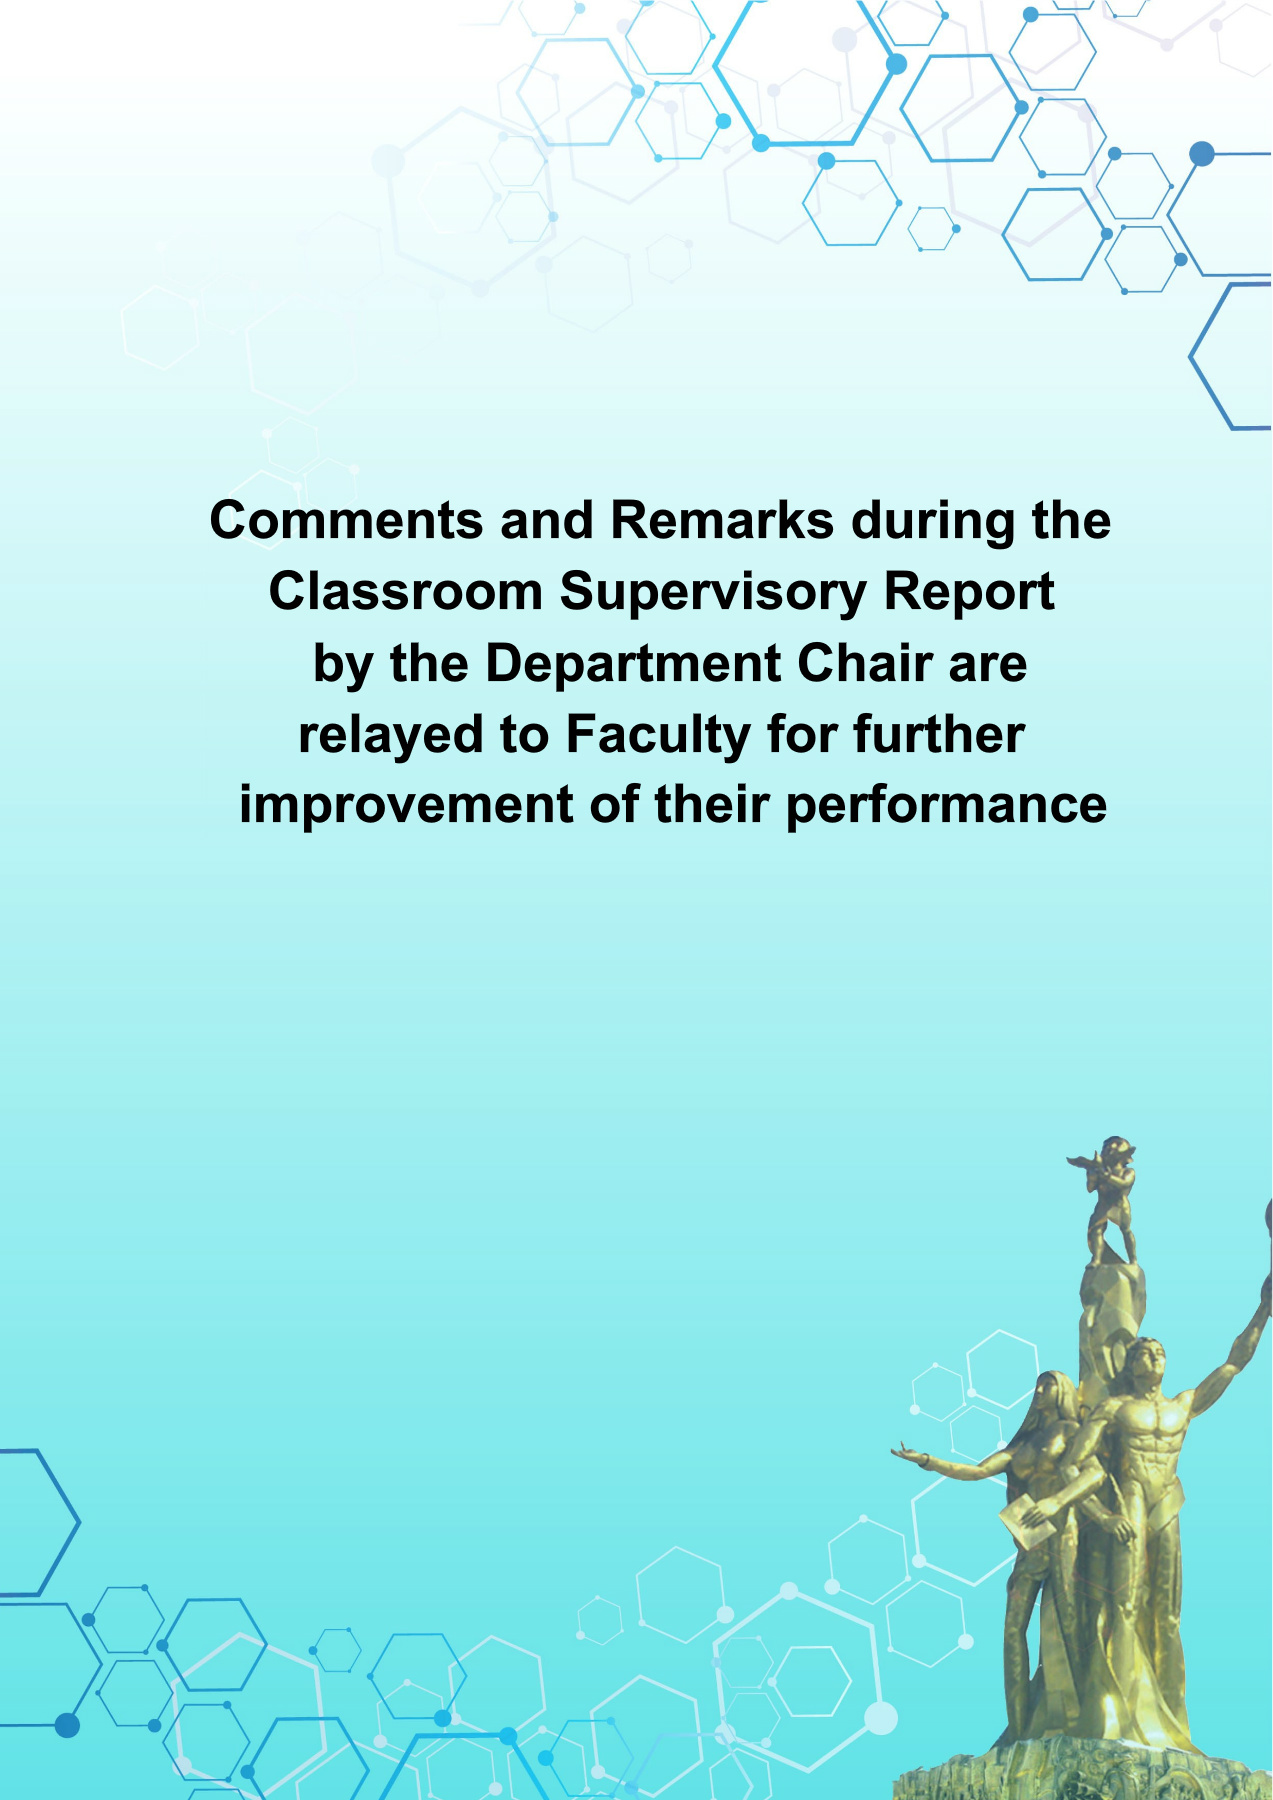 Comments and Remarks during the
Classroom Supervisory Report
by the Department Chair are
relayed to Faculty for further
improvement of their performance